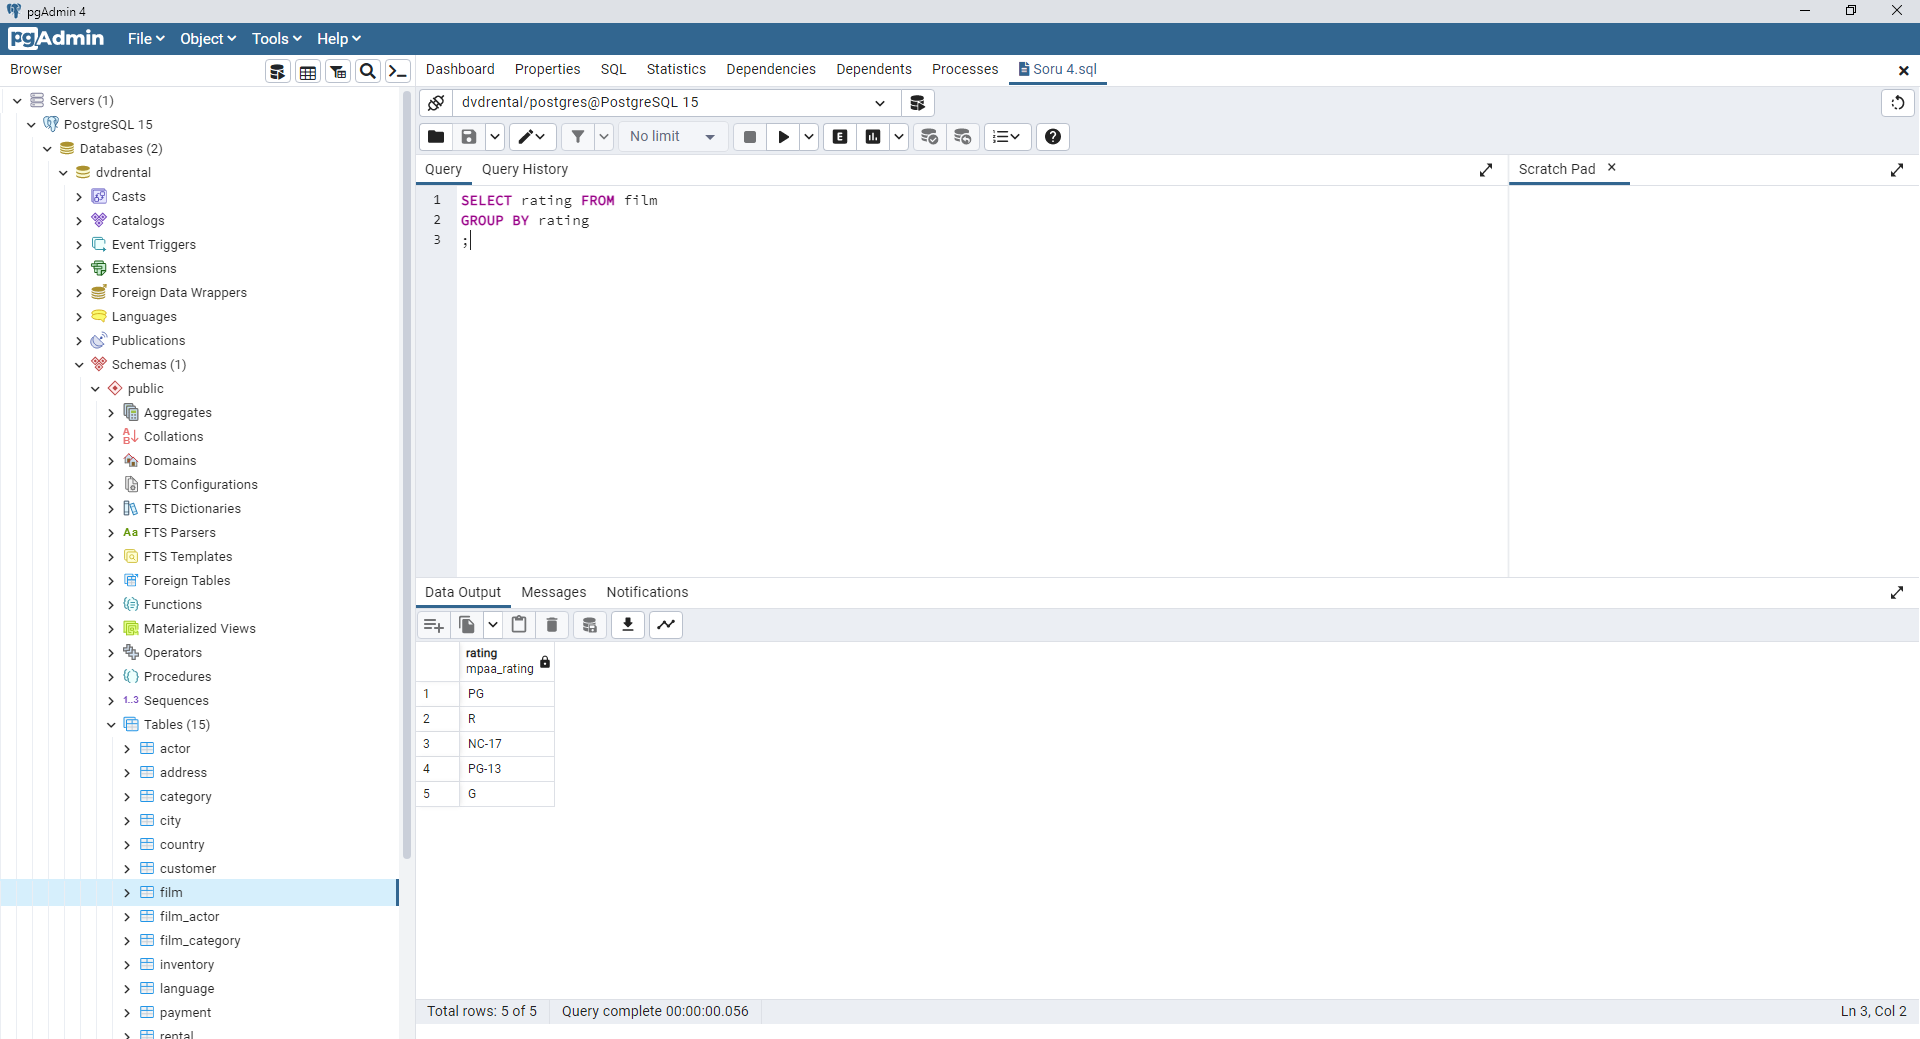 pgAdmin 4
pgAdmin File Object Tools Help
Browser
Dashboard Properties SQL Statistics Dependencies Dependents Processes Soru 4.sql
Servers (1)
PostgreSQL 15
Databases (2)
dvdrental
Casts
Catalogs
Event Triggers
Extensions
Foreign Data Wrappers
Languages
Publications
Schemas (1)
public
Aggregates
Collations
Domains
FTS Configurations
FTS Dictionaries
Aa FTS Parsers
FTS Templates
Foreign Tables
Functions
Materialized Views
Operators
Procedures
1..3 Sequences
Tables (15)
actor
address
category
city
country
customer
film
film_actor
film_category
inventory
language
payment
rental
dvdrental/postgres@PostgreSQL 15
No limit
E
Query Query History
Scratch Pad
1 SELECT rating FROM film
2 GROUP BY rating
3 ;
Data Output Messages Notifications
rating
mpaa_rating
1 PG
2 R
3 NC-17
4 PG-13
5 G
Total rows: 5 of 5 Query complete 00:00:00.056 Ln 3, Col 2